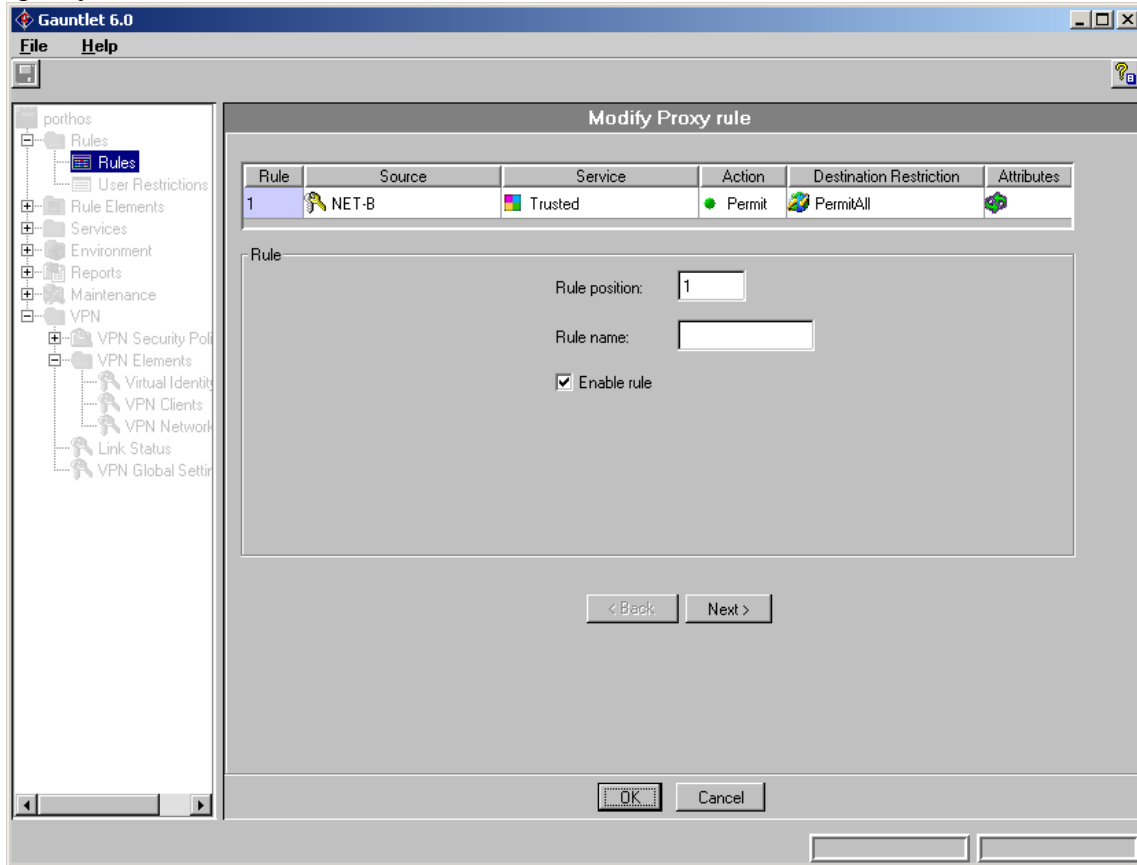 Gauntlet 6.0
File Help
porthos
Rules
Rules
User Restrictions
Rule Elements
Services
Environment
Reports
Maintenance
VPN
VPN Security Poli
VPN Elements
Virtual Identity
VPN Clients
VPN Network
Link Status
VPN Global Settin
Modify Proxy rule
Rule Source Service Action Destination Restriction Attributes
1 NET-B Trusted Permit PermitAll
Rule
Rule position: 1
Rule name:
Enable rule
< Back Next >
OK Cancel